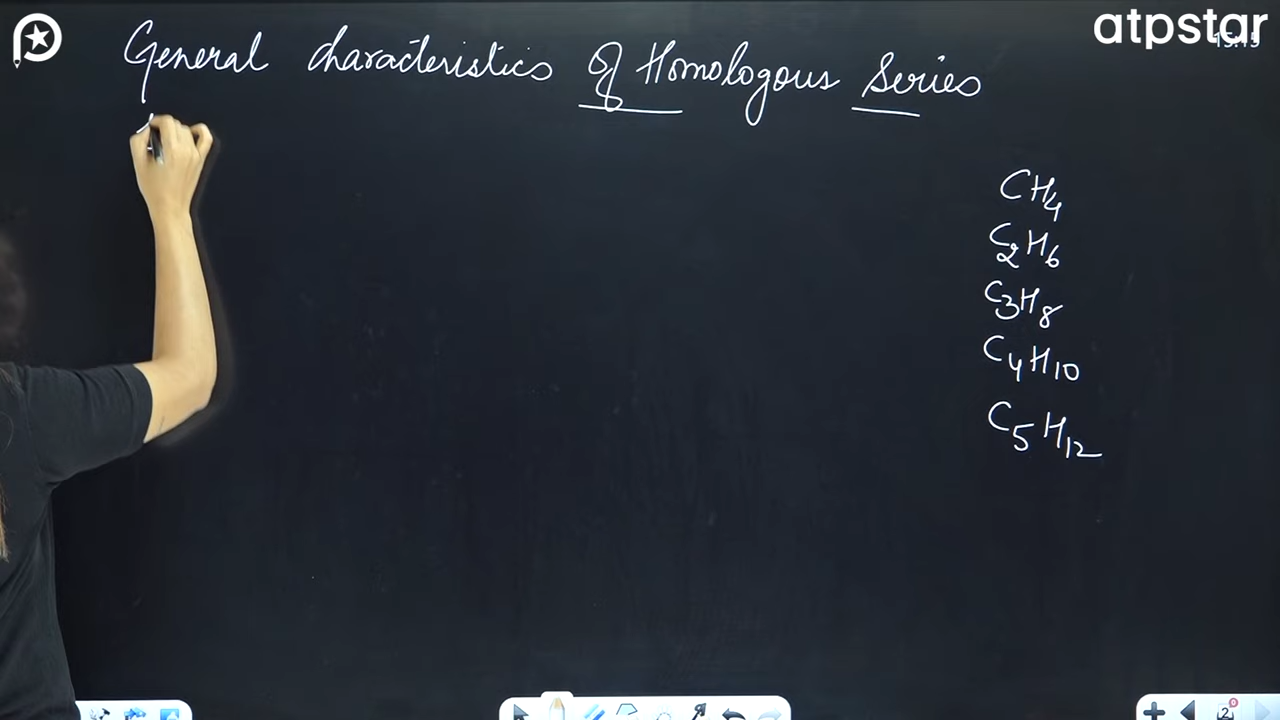 atpstar
General characteristics of Homologous Series
CH4
C2H6
C3H8
C4H10
C5H12